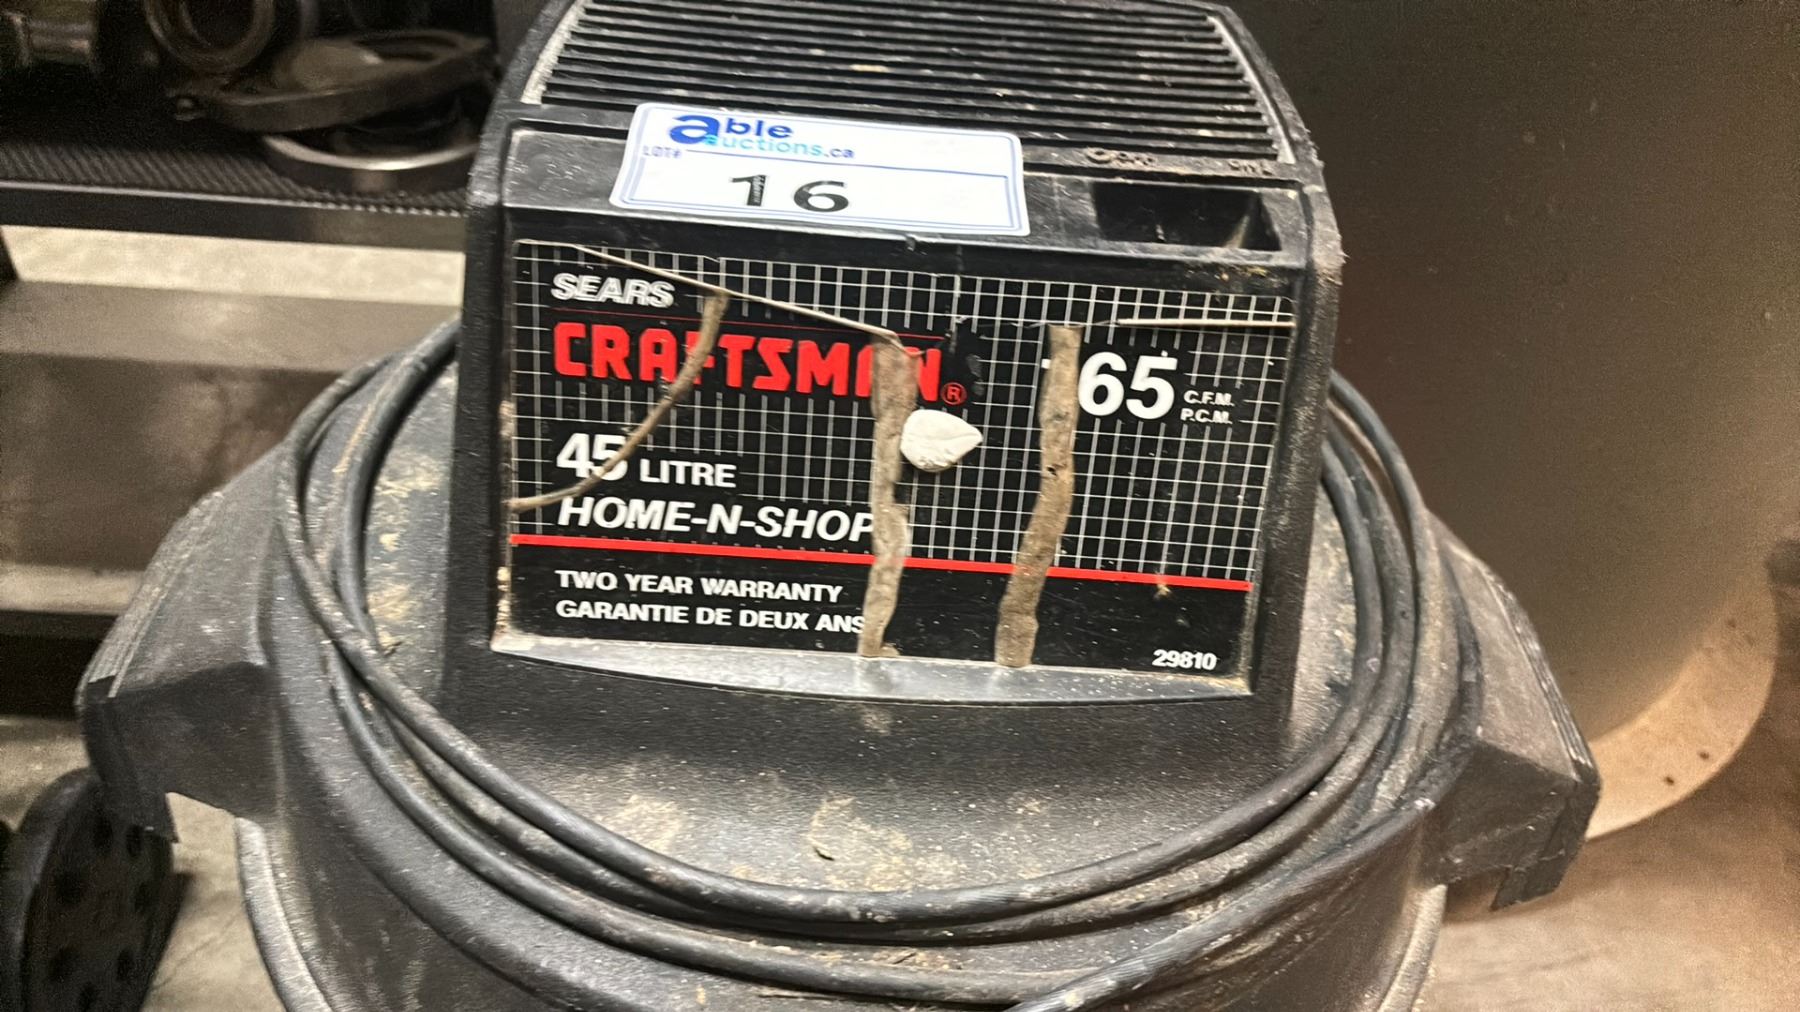 able
auctions.ca
LOT#
16
SEARS
CRAFTSMAN®
165
C.F.M.
P.C.M.
45 LITRE
HOME-N-SHOP
TWO YEAR WARRANTY
GARANTIE DE DEUX ANS
29810